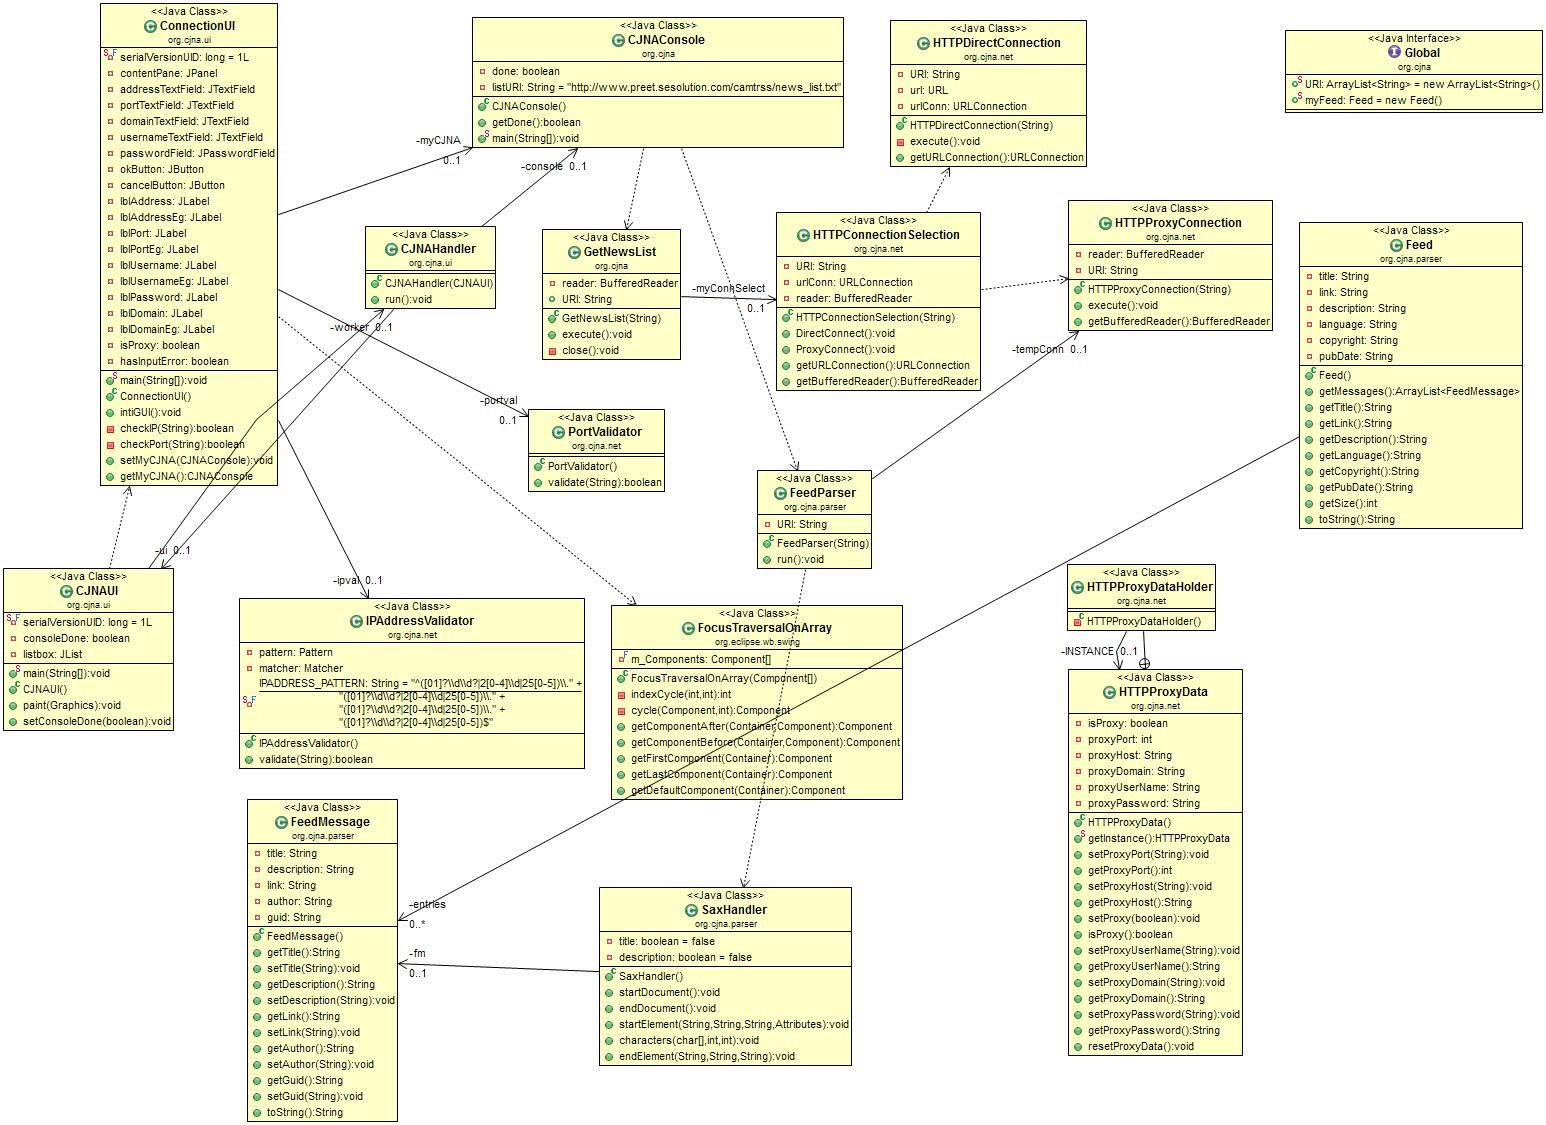 <<Java Class>>
ConnectionUI
org.cjna.ui
serialVersionUID: long = 1L
contentPane: JPanel
addressTextField: JTextField
portTextField: JTextField
domainTextField: JTextField
usernameTextField: JTextField
passwordField: JPasswordField
okButton: JButton
cancelButton: JButton
lblAddress: JLabel
lblAddressEg: JLabel
lblPort: JLabel
lblPortEg: JLabel
lblUsername: JLabel
lblUsernameEg: JLabel
lblPassword: JLabel
lblDomain: JLabel
lblDomainEg: JLabel
isProxy: boolean
hasInputError: boolean
main(String[]):void
ConnectionUI()
intiGUI():void
checkIP(String):boolean
checkPort(String):boolean
setMyCJNA(CJNAConsole):void
getMyCJNA():CJNAConsole
<<Java Class>>
CJNAConsole
org.cjna
done: boolean
listURI: String = "http://www.preet.sesolution.com/camtrss/news_list.txt"
CJNAConsole()
getDone():boolean
main(String[]):void
<<Java Class>>
HTTPDirectConnection
org.cjna.net
URI: String
url: URL
urlConn: URLConnection
HTTPDirectConnection(String)
execute():void
getURLConnection():URLConnection
<<Java Interface>>
Global
org.cjna
URI: ArrayList<String> = new ArrayList<String>()
myFeed: Feed = new Feed()
-myCJNA
0..1
-console 0..1
<<Java Class>>
CJNAHandler
org.cjna.ui
CJNAHandler(CJNAUI)
run():void
-worker 0..1
<<Java Class>>
GetNewsList
org.cjna
reader: BufferedReader
URI: String
GetNewsList(String)
execute():void
close():void
-myConnSelect
0..1
<<Java Class>>
HTTPConnectionSelection
org.cjna.net
URI: String
urlConn: URLConnection
reader: BufferedReader
HTTPConnectionSelection(String)
DirectConnect():void
ProxyConnect():void
getURLConnection():URLConnection
getBufferedReader():BufferedReader
<<Java Class>>
HTTPProxyConnection
org.cjna.net
reader: BufferedReader
URI: String
HTTPProxyConnection(String)
execute():void
getBufferedReader():BufferedReader
-tempConn 0..1
<<Java Class>>
Feed
org.cjna.parser
title: String
link: String
description: String
language: String
copyright: String
pubDate: String
Feed()
getMessages():ArrayList<FeedMessage>
getTitle():String
getLink():String
getDescription():String
getLanguage():String
getCopyright():String
getPubDate():String
getSize():int
toString():String
-portval
0..1
<<Java Class>>
PortValidator
org.cjna.net
PortValidator()
validate(String):boolean
<<Java Class>>
FeedParser
org.cjna.parser
URI: String
FeedParser(String)
run():void
-ui 0..1
<<Java Class>>
CJNAUI
org.cjna.ui
serialVersionUID: long = 1L
consoleDone: boolean
listbox: JList
main(String[]):void
CJNAUI()
paint(Graphics):void
setConsoleDone(boolean):void
-ipval 0..1
<<Java Class>>
IPAddressValidator
org.cjna.net
pattern: Pattern
matcher: Matcher
IPADDRESS_PATTERN: String = "^([01]?\\d\\d?|2[0-4]\\d|25[0-5])\\." +
"([01]?\\d\\d?|2[0-4]\\d|25[0-5])\\." +
"([01]?\\d\\d?|2[0-4]\\d|25[0-5])\\." +
"([01]?\\d\\d?|2[0-4]\\d|25[0-5])$"
IPAddressValidator()
validate(String):boolean
<<Java Class>>
FocusTraversalOnArray
org.eclipse.wb.swing
m_Components: Component[]
FocusTraversalOnArray(Component[])
indexCycle(int,int):int
cycle(Component,int):Component
getComponentAfter(Container,Component):Component
getComponentBefore(Container,Component):Component
getFirstComponent(Container):Component
getLastComponent(Container):Component
getDefaultComponent(Container):Component
<<Java Class>>
HTTPProxyDataHolder
org.cjna.net
HTTPProxyDataHolder()
-INSTANCE 0..1
<<Java Class>>
HTTPProxyData
org.cjna.net
isProxy: boolean
proxyPort: int
proxyHost: String
proxyDomain: String
proxyUserName: String
proxyPassword: String
HTTPProxyData()
getInstance():HTTPProxyData
setProxyPort(String):void
getProxyPort():int
setProxyHost(String):void
getProxyHost():String
setProxy(boolean):void
isProxy():boolean
setProxyUserName(String):void
getProxyUserName():String
setProxyDomain(String):void
getProxyDomain():String
setProxyPassword(String):void
getProxyPassword():String
resetProxyData():void
<<Java Class>>
FeedMessage
org.cjna.parser
title: String
description: String
link: String
author: String
guid: String
FeedMessage()
getTitle():String
setTitle(String):void
getDescription():String
setDescription(String):void
getLink():String
setLink(String):void
getAuthor():String
setAuthor(String):void
getGuid():String
setGuid(String):void
toString():String
-entries
0..*
-fm
0..1
<<Java Class>>
SaxHandler
org.cjna.parser
title: boolean = false
description: boolean = false
SaxHandler()
startDocument():void
endDocument():void
startElement(String,String,String,Attributes):void
characters(char[],int,int):void
endElement(String,String,String):void